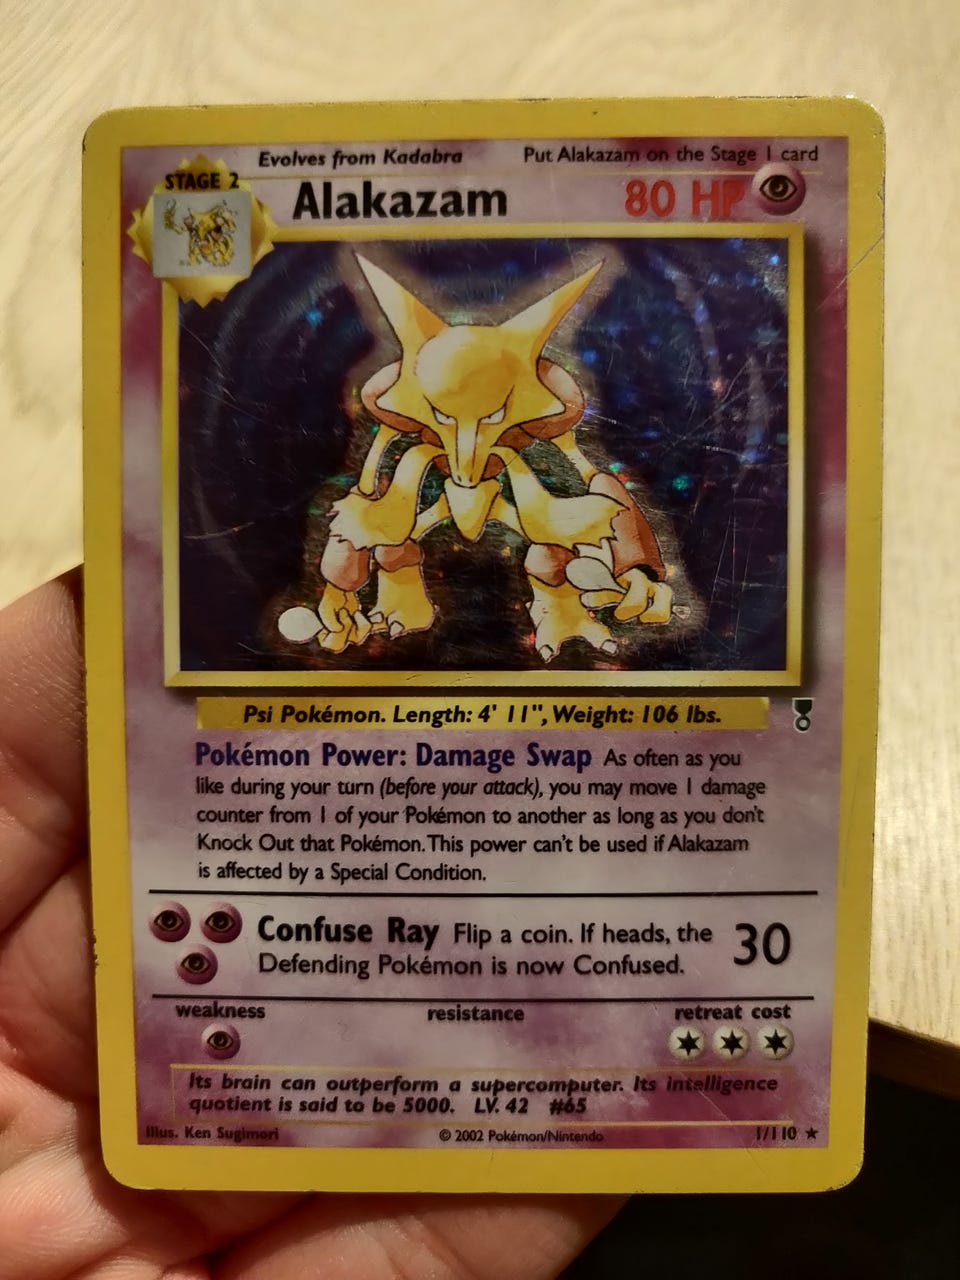 Evolves from Kadabra
Put Alakazam on the Stage 1 card
STAGE 2
Alakazam
80 HP
Psi Pokémon. Length: 4' 11", Weight: 106 lbs.
Pokémon Power: Damage Swap As often as you
like during your turn (before your attack), you may move 1 damage
counter from 1 of your Pokémon to another as long as you don't
Knock Out that Pokémon. This power can't be used if Alakazam
is affected by a Special Condition.
Confuse Ray Flip a coin. If heads, the
Defending Pokémon is now Confused.
30
weakness
resistance
retreat cost
Its brain can outperform a supercomputer. Its intelligence
quotient is said to be 5000. LV. 42 #65
Illus. Ken Sugimori
© 2002 Pokémon/Nintendo
1/110 ★